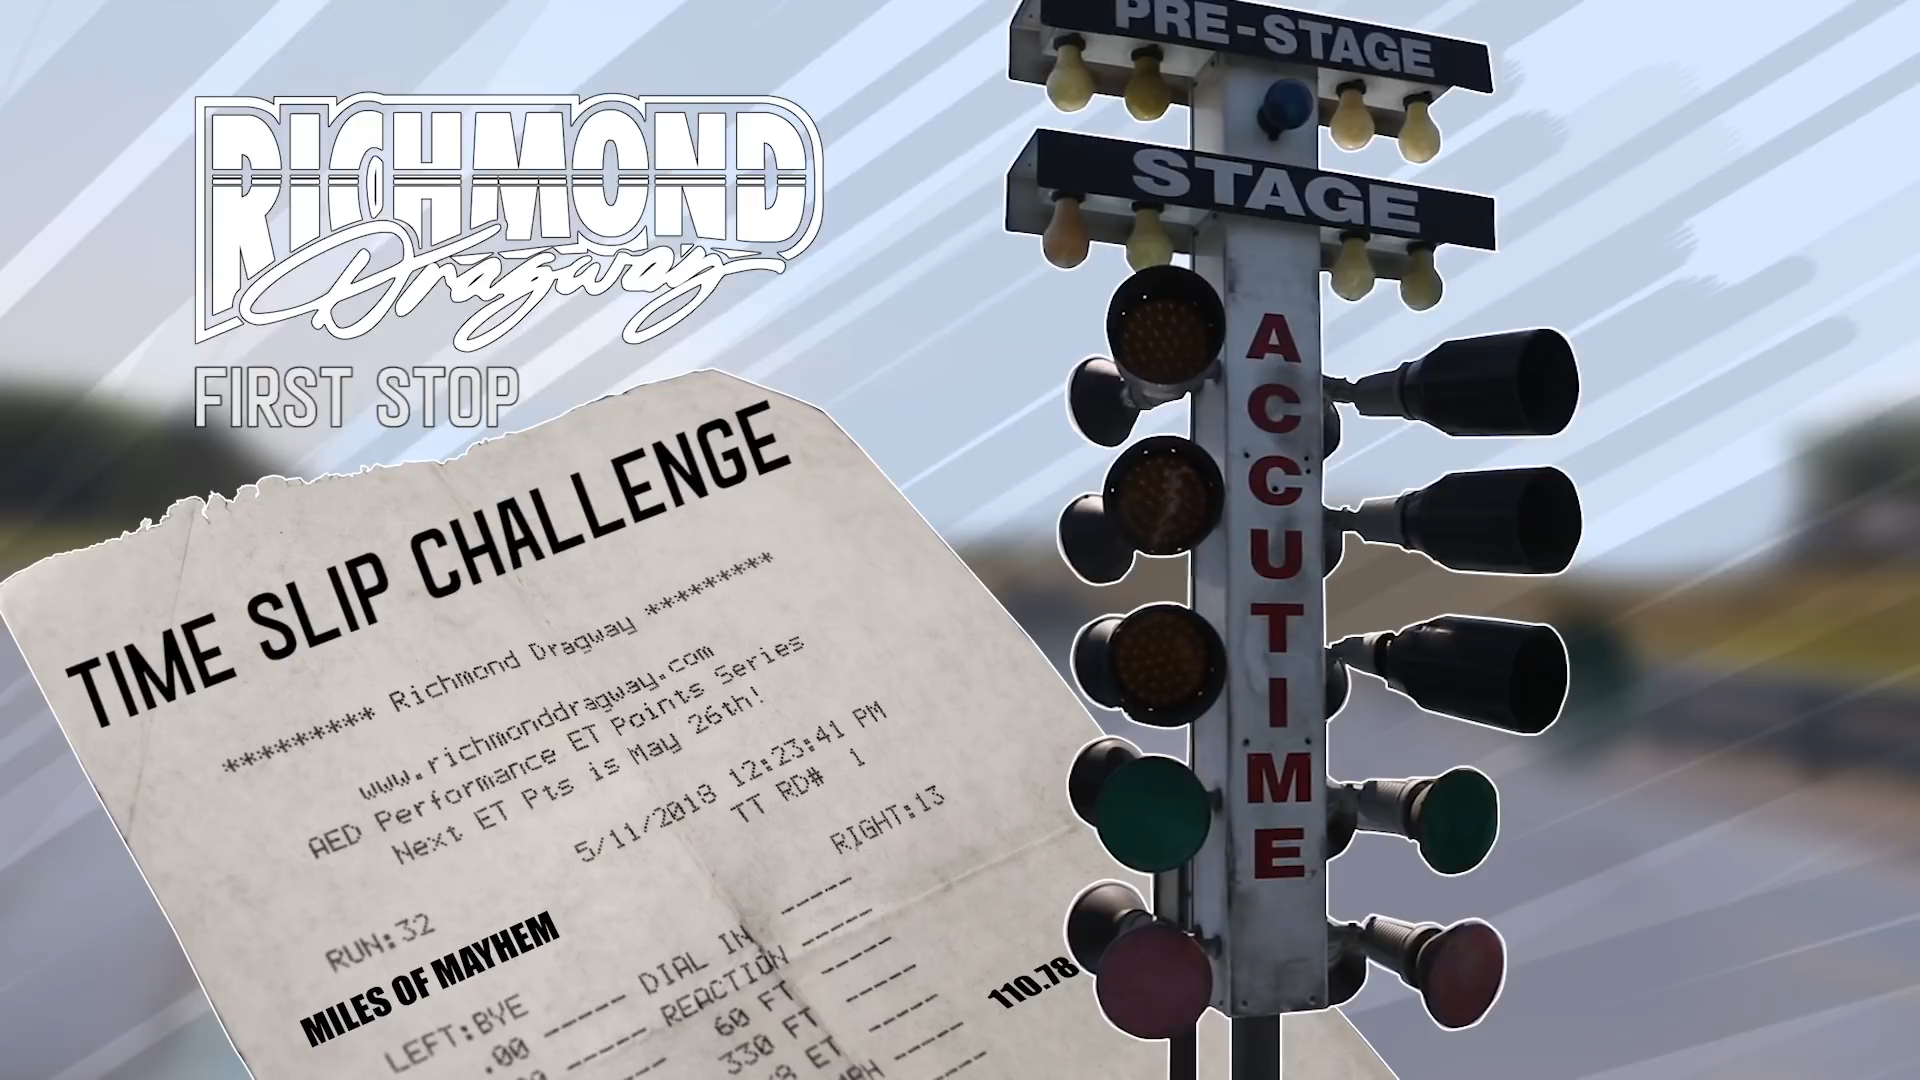 RICHMOND
Dragway
FIRST STOP
TIME SLIP CHALLENGE
********** Richmond Dragway **********
www.richmonddragway.com
AED Performance ET Points Series
Next ET Pts is May 26th!
5/11/2018 12:23:41 PM
TT RD# 1
RUN:32
RIGHT:13
MILES OF MAYHEM
110.78
LEFT:BYE
DIAL IN
.00 REACTION
60 FT
330 FT
ET
PRE-STAGE
STAGE
ACCUTIME